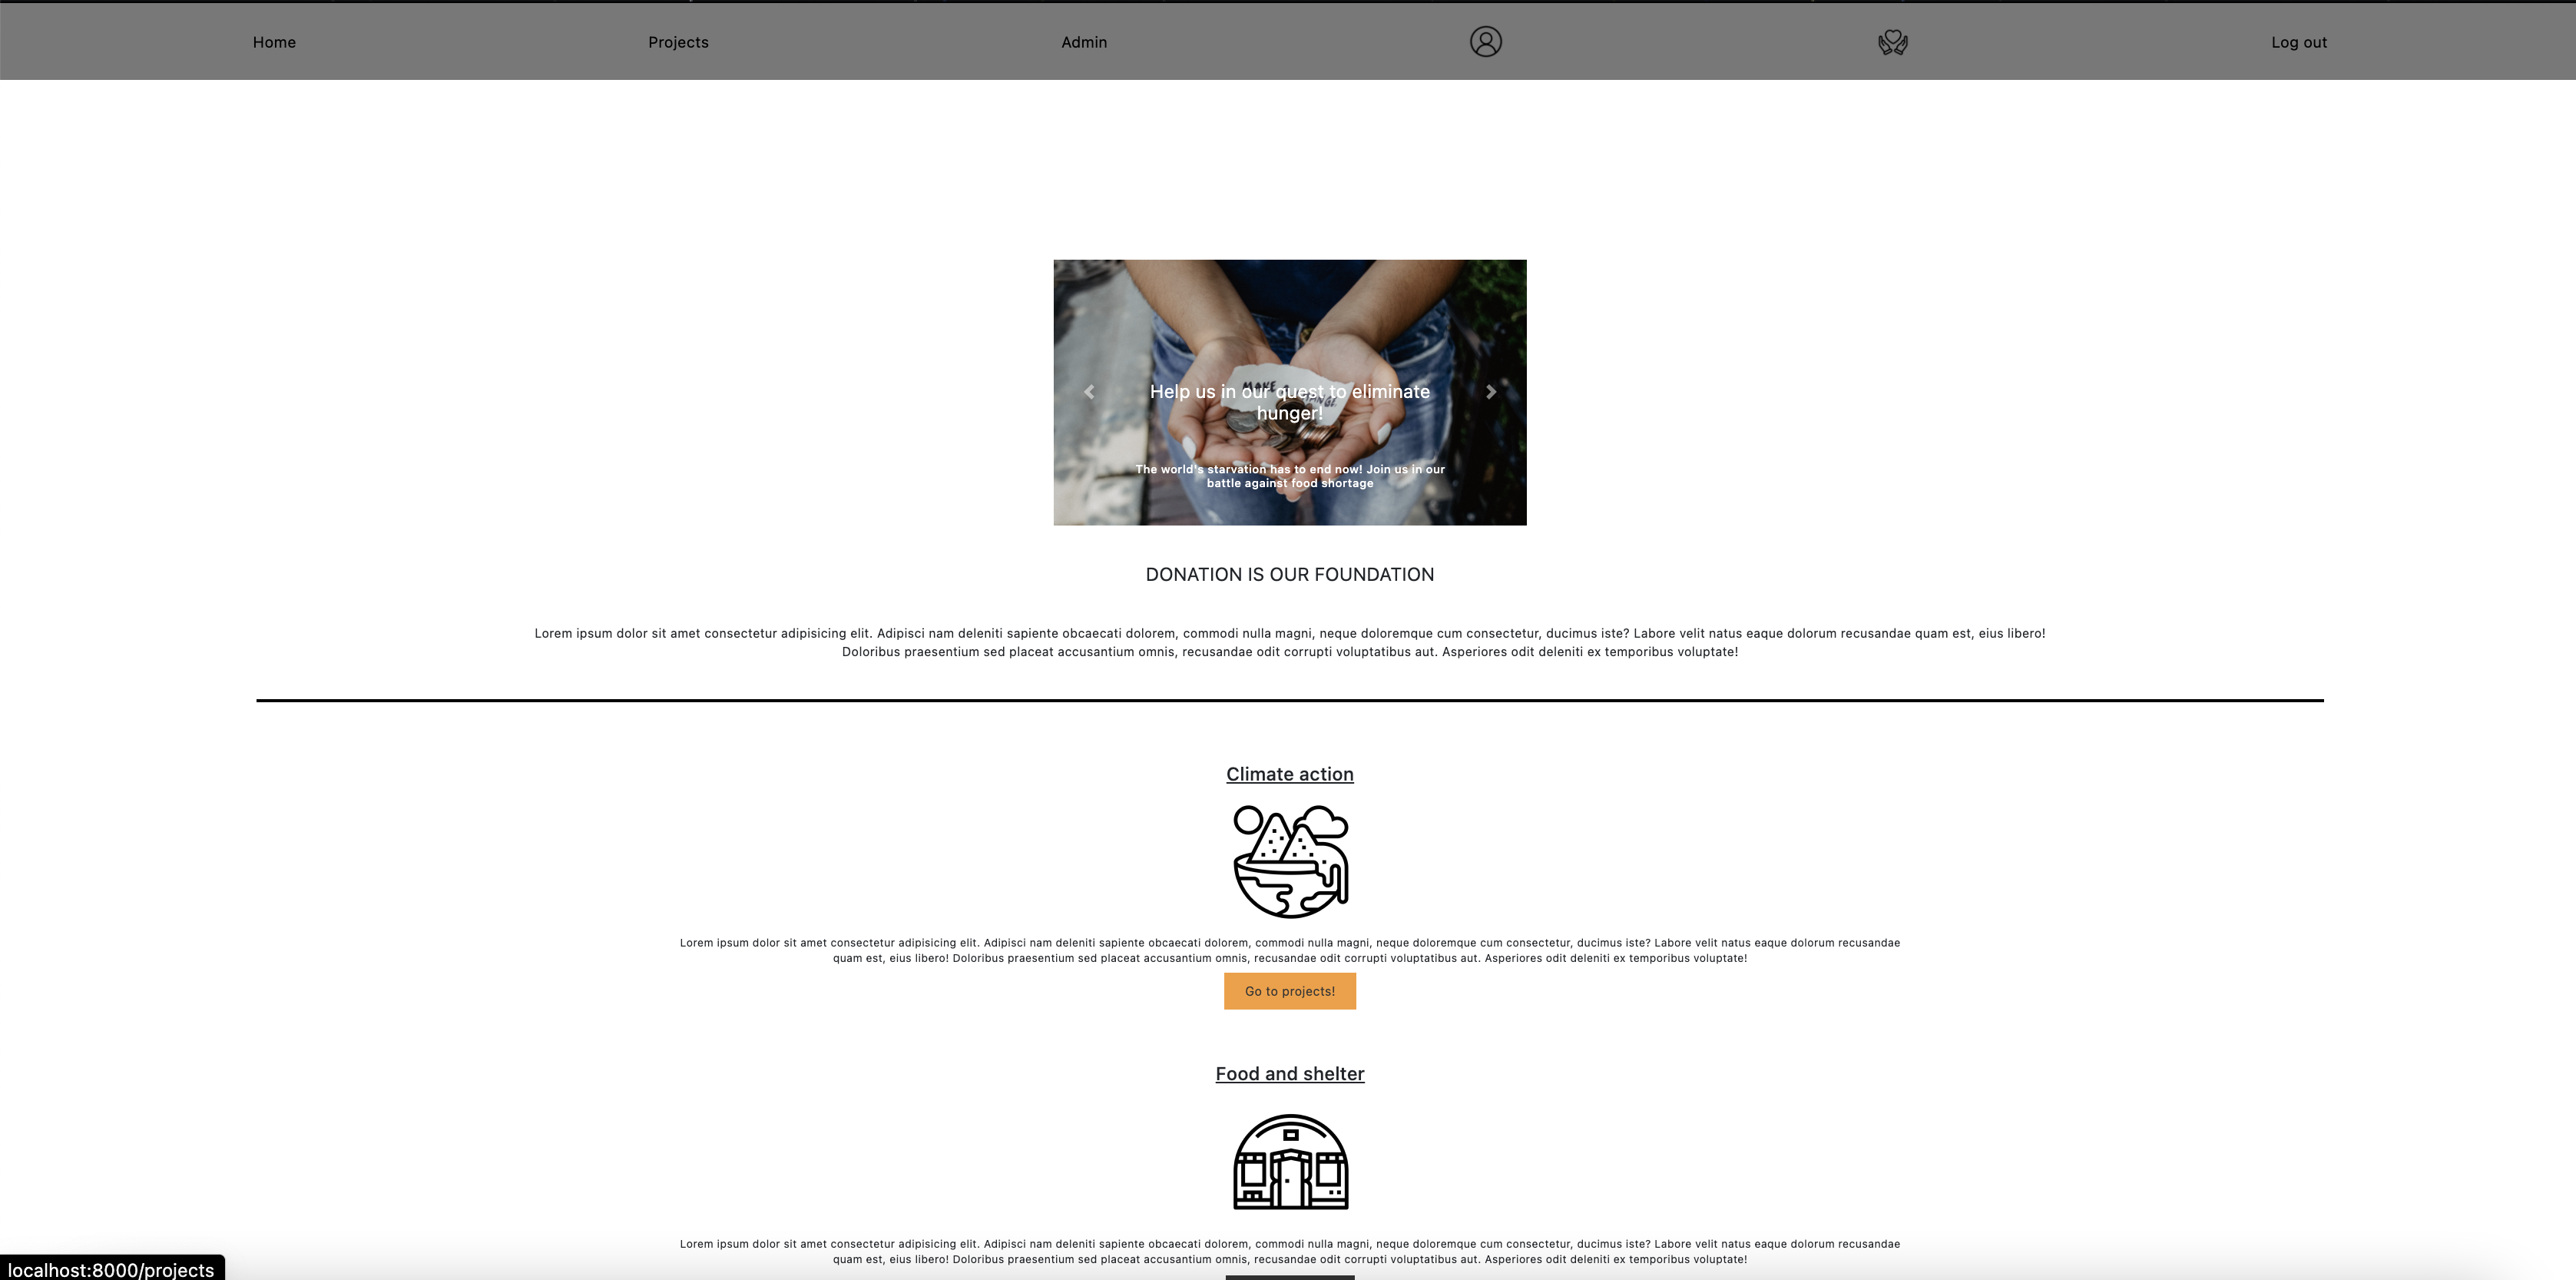 Home Projects Admin Log out
MAKE A
CHANGE.
Help us in our quest to eliminate
hunger!
The world's starvation has to end now! Join us in our
battle against food shortage
DONATION IS OUR FOUNDATION
Lorem ipsum dolor sit amet consectetur adipisicing elit. Adipisci nam deleniti sapiente obcaecati dolorem, commodi nulla magni, neque doloremque cum consectetur, ducimus iste? Labore velit natus eaque dolorum recusandae quam est, eius libero!
Doloribus praesentium sed placeat accusantium omnis, recusandae odit corrupti voluptatibus aut. Asperiores odit deleniti ex temporibus voluptate!
Climate action
Lorem ipsum dolor sit amet consectetur adipisicing elit. Adipisci nam deleniti sapiente obcaecati dolorem, commodi nulla magni, neque doloremque cum consectetur, ducimus iste? Labore velit natus eaque dolorum recusandae
quam est, eius libero! Doloribus praesentium sed placeat accusantium omnis, recusandae odit corrupti voluptatibus aut. Asperiores odit deleniti ex temporibus voluptate!
Go to projects!
Food and shelter
Lorem ipsum dolor sit amet consectetur adipisicing elit. Adipisci nam deleniti sapiente obcaecati dolorem, commodi nulla magni, neque doloremque cum consectetur, ducimus iste? Labore velit natus eaque dolorum recusandae
quam est, eius libero! Doloribus praesentium sed placeat accusantium omnis, recusandae odit corrupti voluptatibus aut. Asperiores odit deleniti ex temporibus voluptate!
localhost:8000/projects